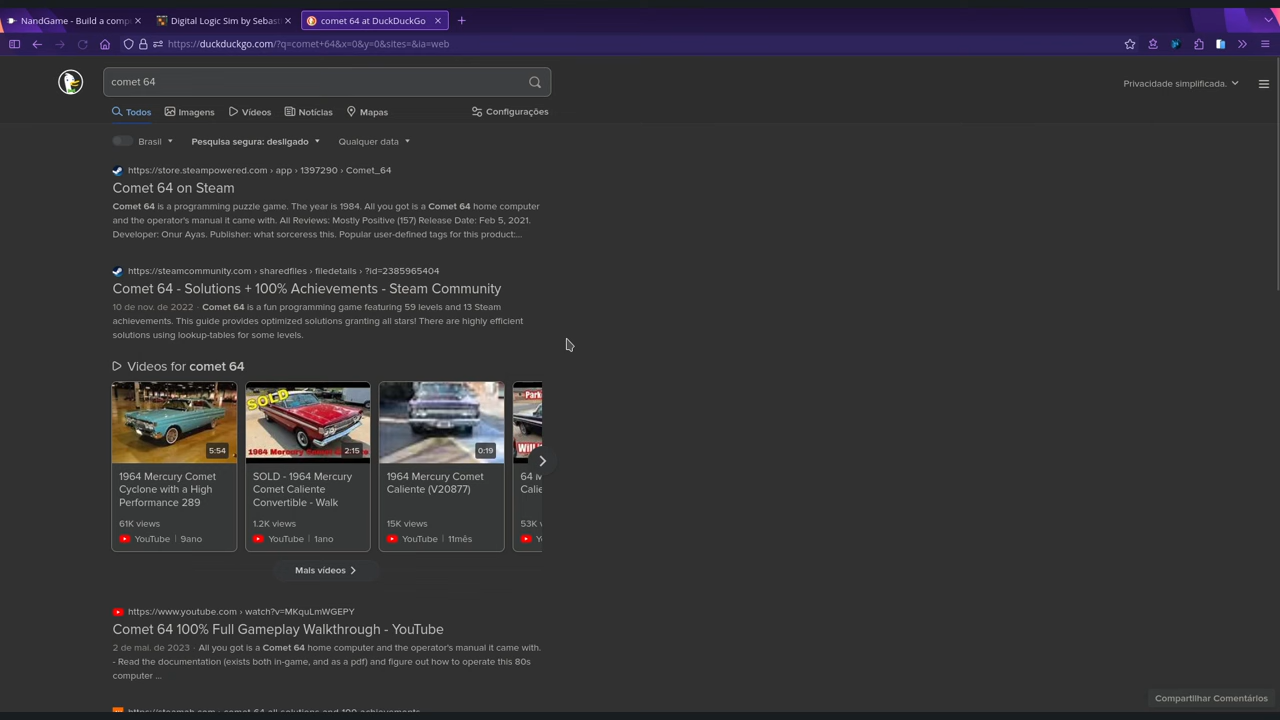 NandGame - Build a comp
Digital Logic Sim by Sebast
comet 64 at DuckDuckGo
https://duckduckgo.com/?q=comet+64&x=0&y=0&sites=&ia=web
comet 64
Privacidade simplificada.
Todos
Imagens
Vídeos
Notícias
Mapas
Configurações
Brasil
Pesquisa segura: desligado
Qualquer data
https://store.steampowered.com › app › 1397290 › Comet_64
Comet 64 on Steam
Comet 64 is a programming puzzle game. The year is 1984. All you got is a Comet 64 home computer
and the operator's manual it came with. All Reviews: Mostly Positive (157) Release Date: Feb 5, 2021.
Developer: Onur Ayas. Publisher: what sorceress this. Popular user-defined tags for this product:...
https://steamcommunity.com › sharedfiles › filedetails › ?id=2385965404
Comet 64 - Solutions + 100% Achievements - Steam Community
10 de nov. de 2022 · Comet 64 is a fun programming game featuring 59 levels and 13 Steam
achievements. This guide provides optimized solutions granting all stars! There are highly efficient
solutions using lookup-tables for some levels.
Videos for comet 64
5:54
1964 Mercury Comet
Cyclone with a High
Performance 289
61K views
YouTube | 9ano
SOLD
2:15
SOLD - 1964 Mercury
Comet Caliente
Convertible - Walk
1.2K views
YouTube | 1ano
0:19
1964 Mercury Comet
Caliente (V20877)
15K views
YouTube | 11mês
64 M
Calie
53K v
Mais vídeos
https://www.youtube.com › watch?v=MKquLmWGEPY
Comet 64 100% Full Gameplay Walkthrough - YouTube
2 de mai. de 2023 · All you got is a Comet 64 home computer and the operator's manual it came with.
- Read the documentation (exists both in-game, and as a pdf) and figure out how to operate this 80s
computer ...
Compartilhar Comentários